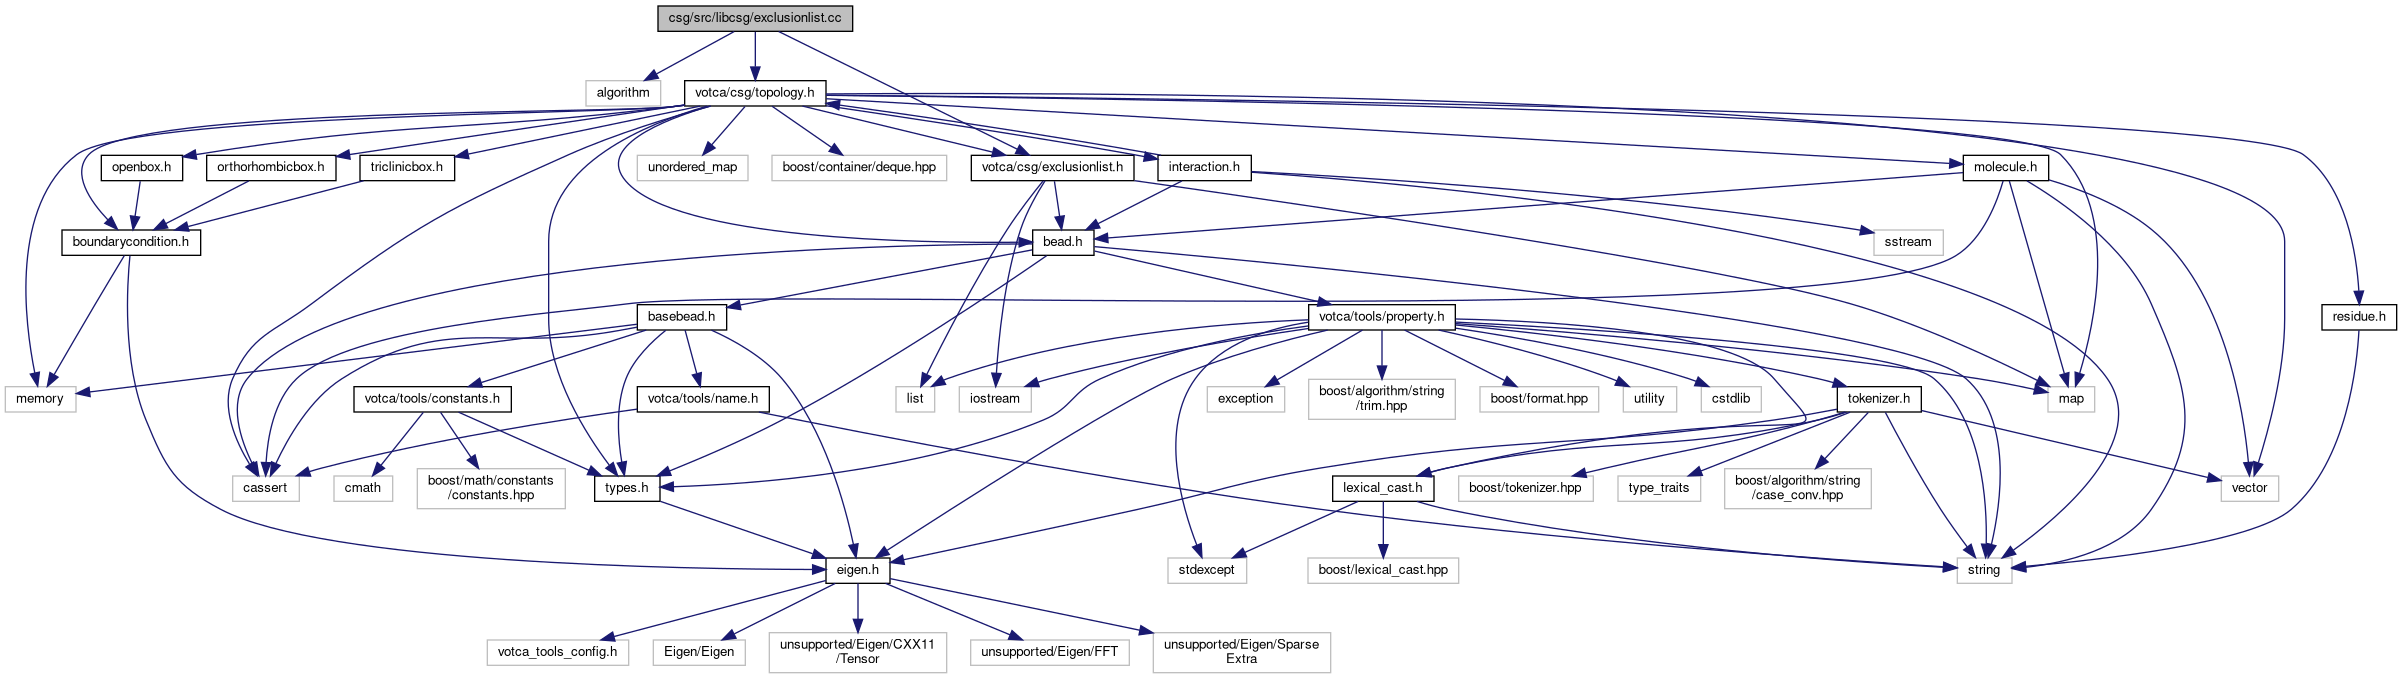 csg/src/libcsg/exclusionlist.cc
algorithm
votca/csg/topology.h
openbox.h
orthorhombicbox.h
triclinicbox.h
unordered_map
boost/container/deque.hpp
votca/csg/exclusionlist.h
interaction.h
molecule.h
boundarycondition.h
bead.h
sstream
basebead.h
votca/tools/property.h
residue.h
memory
votca/tools/constants.h
votca/tools/name.h
list
iostream
exception
boost/algorithm/string
/trim.hpp
boost/format.hpp
utility
cstdlib
tokenizer.h
map
cassert
cmath
boost/math/constants
/constants.hpp
types.h
lexical_cast.h
boost/tokenizer.hpp
type_traits
boost/algorithm/string
/case_conv.hpp
vector
eigen.h
stdexcept
boost/lexical_cast.hpp
string
votca_tools_config.h
Eigen/Eigen
unsupported/Eigen/CXX11
/Tensor
unsupported/Eigen/FFT
unsupported/Eigen/Sparse
Extra